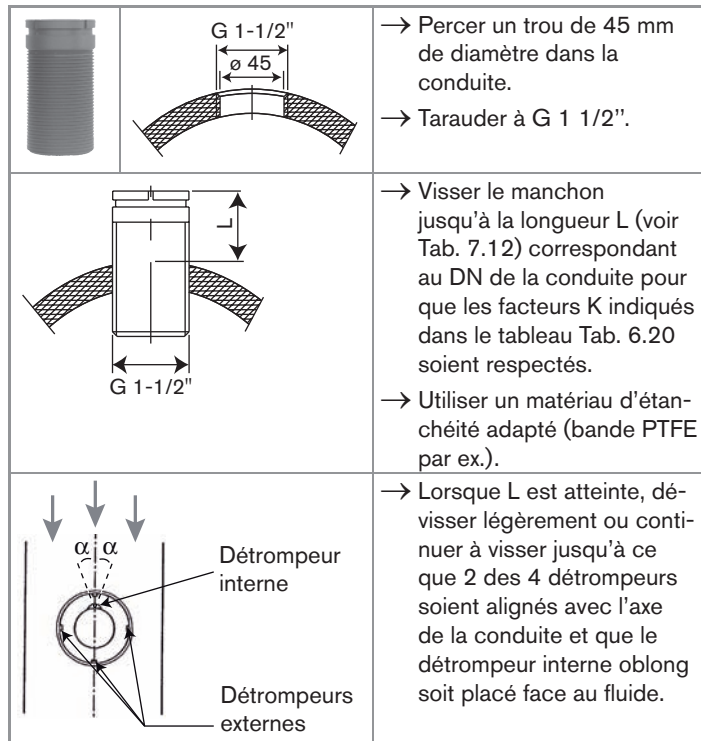 G 1-1/2"
ø 45
→ Percer un trou de 45 mm
de diamètre dans la
conduite.
→ Tarauder à G 1 1/2’’.
L
G 1-1/2"
→ Visser le manchon
jusqu’à la longueur L (voir
Tab. 7.12) correspondant
au DN de la conduite pour
que les facteurs K indiqués
dans le tableau Tab. 6.20
soient respectés.
→ Utiliser un matériau d’étan-
chéité adapté (bande PTFE
par ex.).
α α
Détrompeur
interne
Détrompeurs
externes
→ Lorsque L est atteinte, dé-
visser légèrement ou conti-
nuer à visser jusqu’à ce
que 2 des 4 détrompeurs
soient alignés avec l’axe
de la conduite et que le
détrompeur interne oblong
soit placé face au fluide.